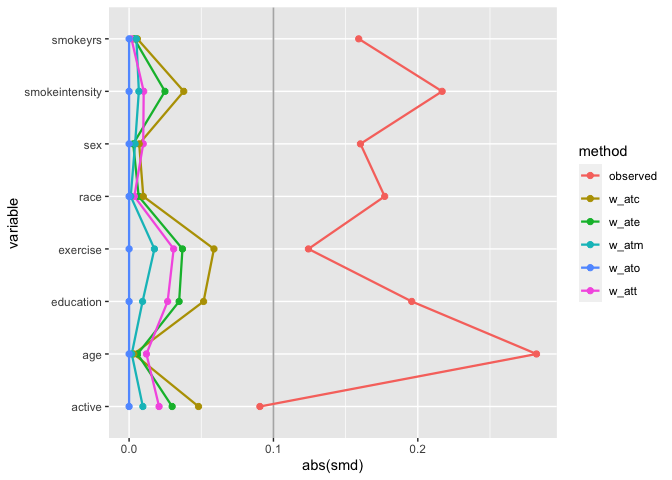 smokeyrs
smokeintensity
sex
race
exercise
education
age
active
variable
0.0
0.1
0.2
abs(smd)
method
observed
w_atc
w_ate
w_atm
w_ato
w_att